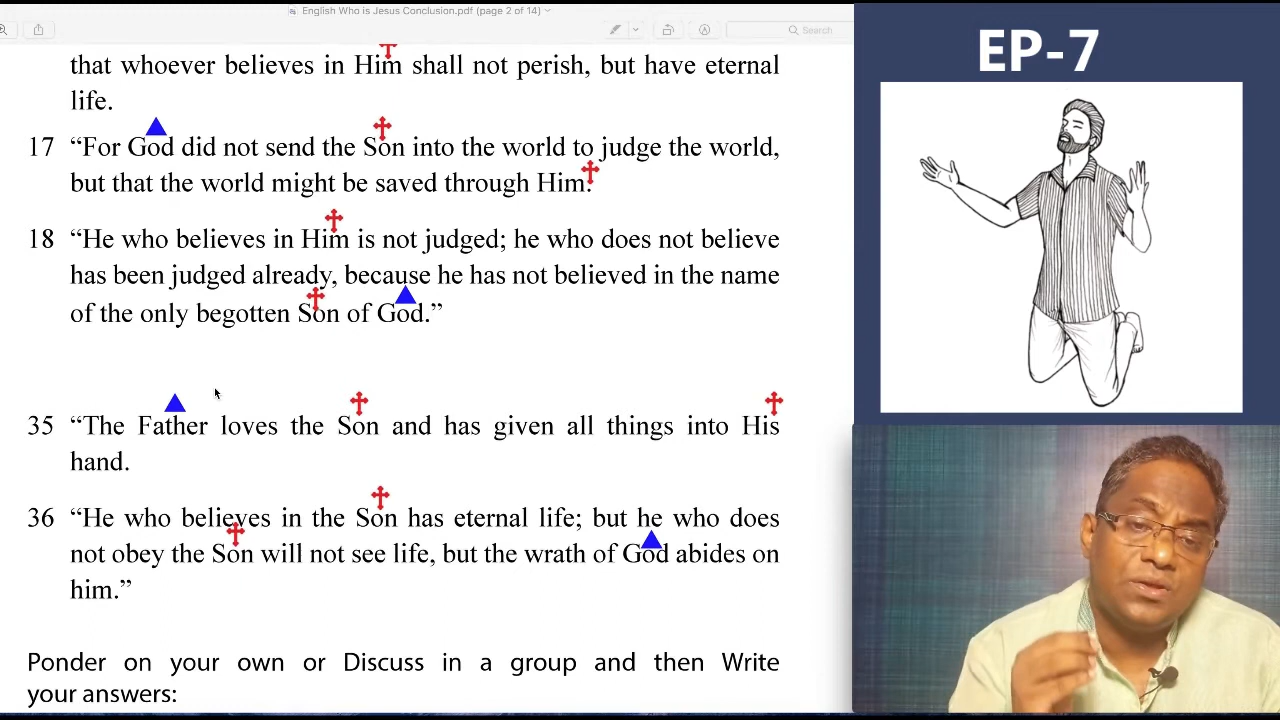 English Who is Jesus Conclusion.pdf (page 2 of 14)
Search
that whoever believes in Him shall not perish, but have eternal
life.
17 “For God did not send the Son into the world to judge the world,
but that the world might be saved through Him.
18 “He who believes in Him is not judged; he who does not believe
has been judged already, because he has not believed in the name
of the only begotten Son of God.”
35 “The Father loves the Son and has given all things into His
hand.
36 “He who believes in the Son has eternal life; but he who does
not obey the Son will not see life, but the wrath of God abides on
him.”
Ponder on your own or Discuss in a group and then Write
your answers:
EP-7